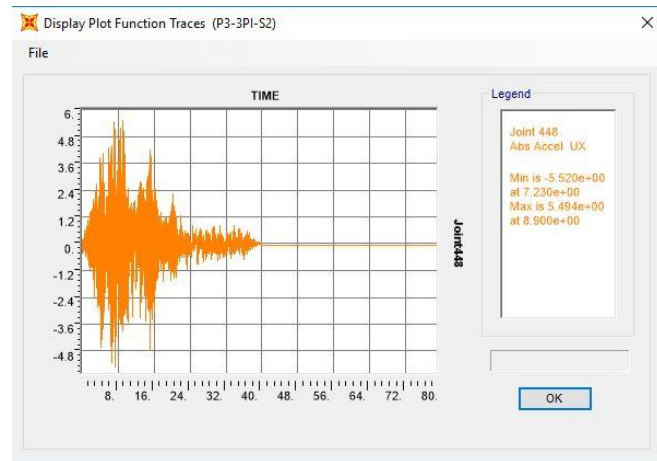 Display Plot Function Traces (P3-3PI-S2)
File
TIME
6.
4.8
3.6
2.4
1.2
0.
-1.2
-2.4
-3.6
-4.8
8. 16. 24. 32. 40. 48. 56. 64. 72. 80.
Joint448
Legend
Joint 448
Abs Accel UX
Min is -5.520e+00
at 7.230e+00
Max is 5.494e+00
at 8.900e+00
OK